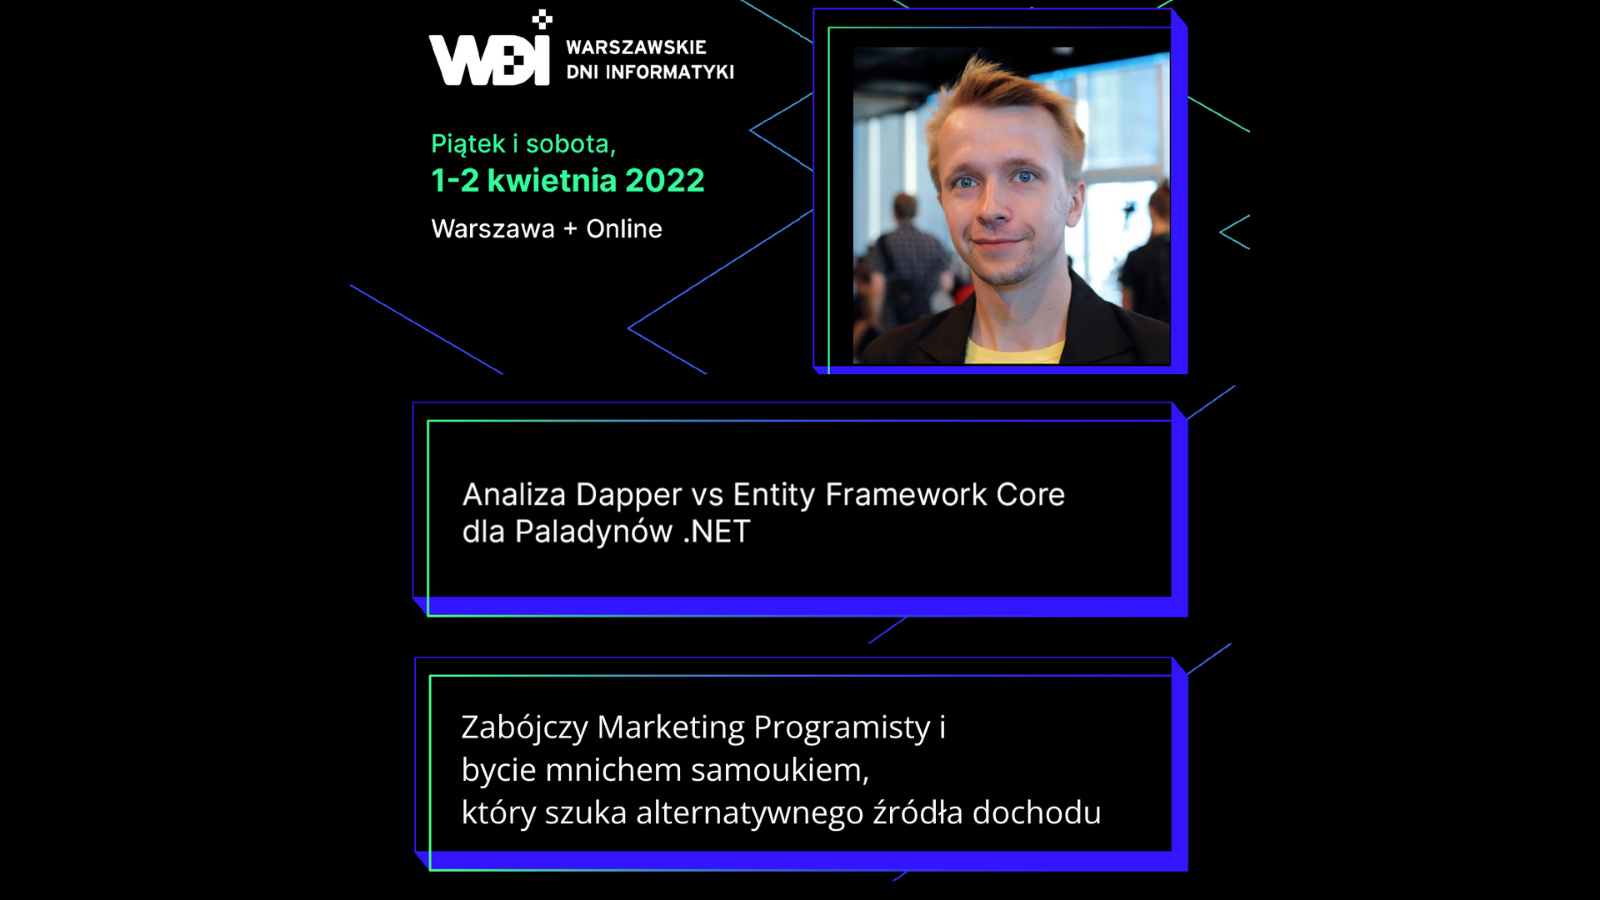 WDI
WARSZAWSKIE
DNI INFORMATYKI
Piątek i sobota,
1-2 kwietnia 2022
Warszawa + Online
Analiza Dapper vs Entity Framework Core
dla Paladynów .NET
Zabójczy Marketing Programisty i
bycie mnichem samoukiem,
który szuka alternatywnego źródła dochodu